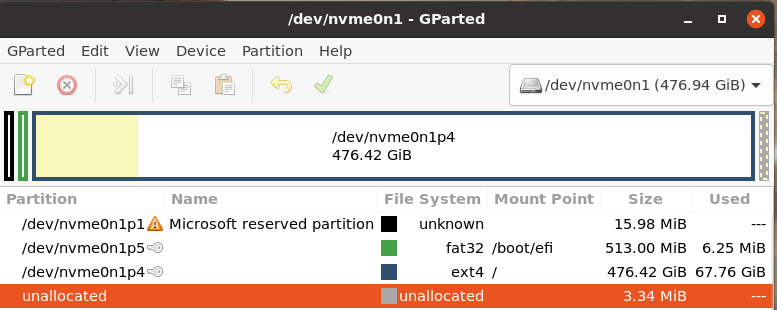 /dev/nvme0n1 - GParted
GParted Edit View Device Partition Help
/dev/nvme0n1 (476.94 GiB)
/dev/nvme0n1p4
476.42 GiB
Partition Name File System Mount Point Size Used
/dev/nvme0n1p1 Microsoft reserved partition unknown 15.98 MiB ---
/dev/nvme0n1p5 fat32 /boot/efi 513.00 MiB 6.25 MiB
/dev/nvme0n1p4 ext4 / 476.42 GiB 67.76 GiB
unallocated unallocated 3.34 MiB ---